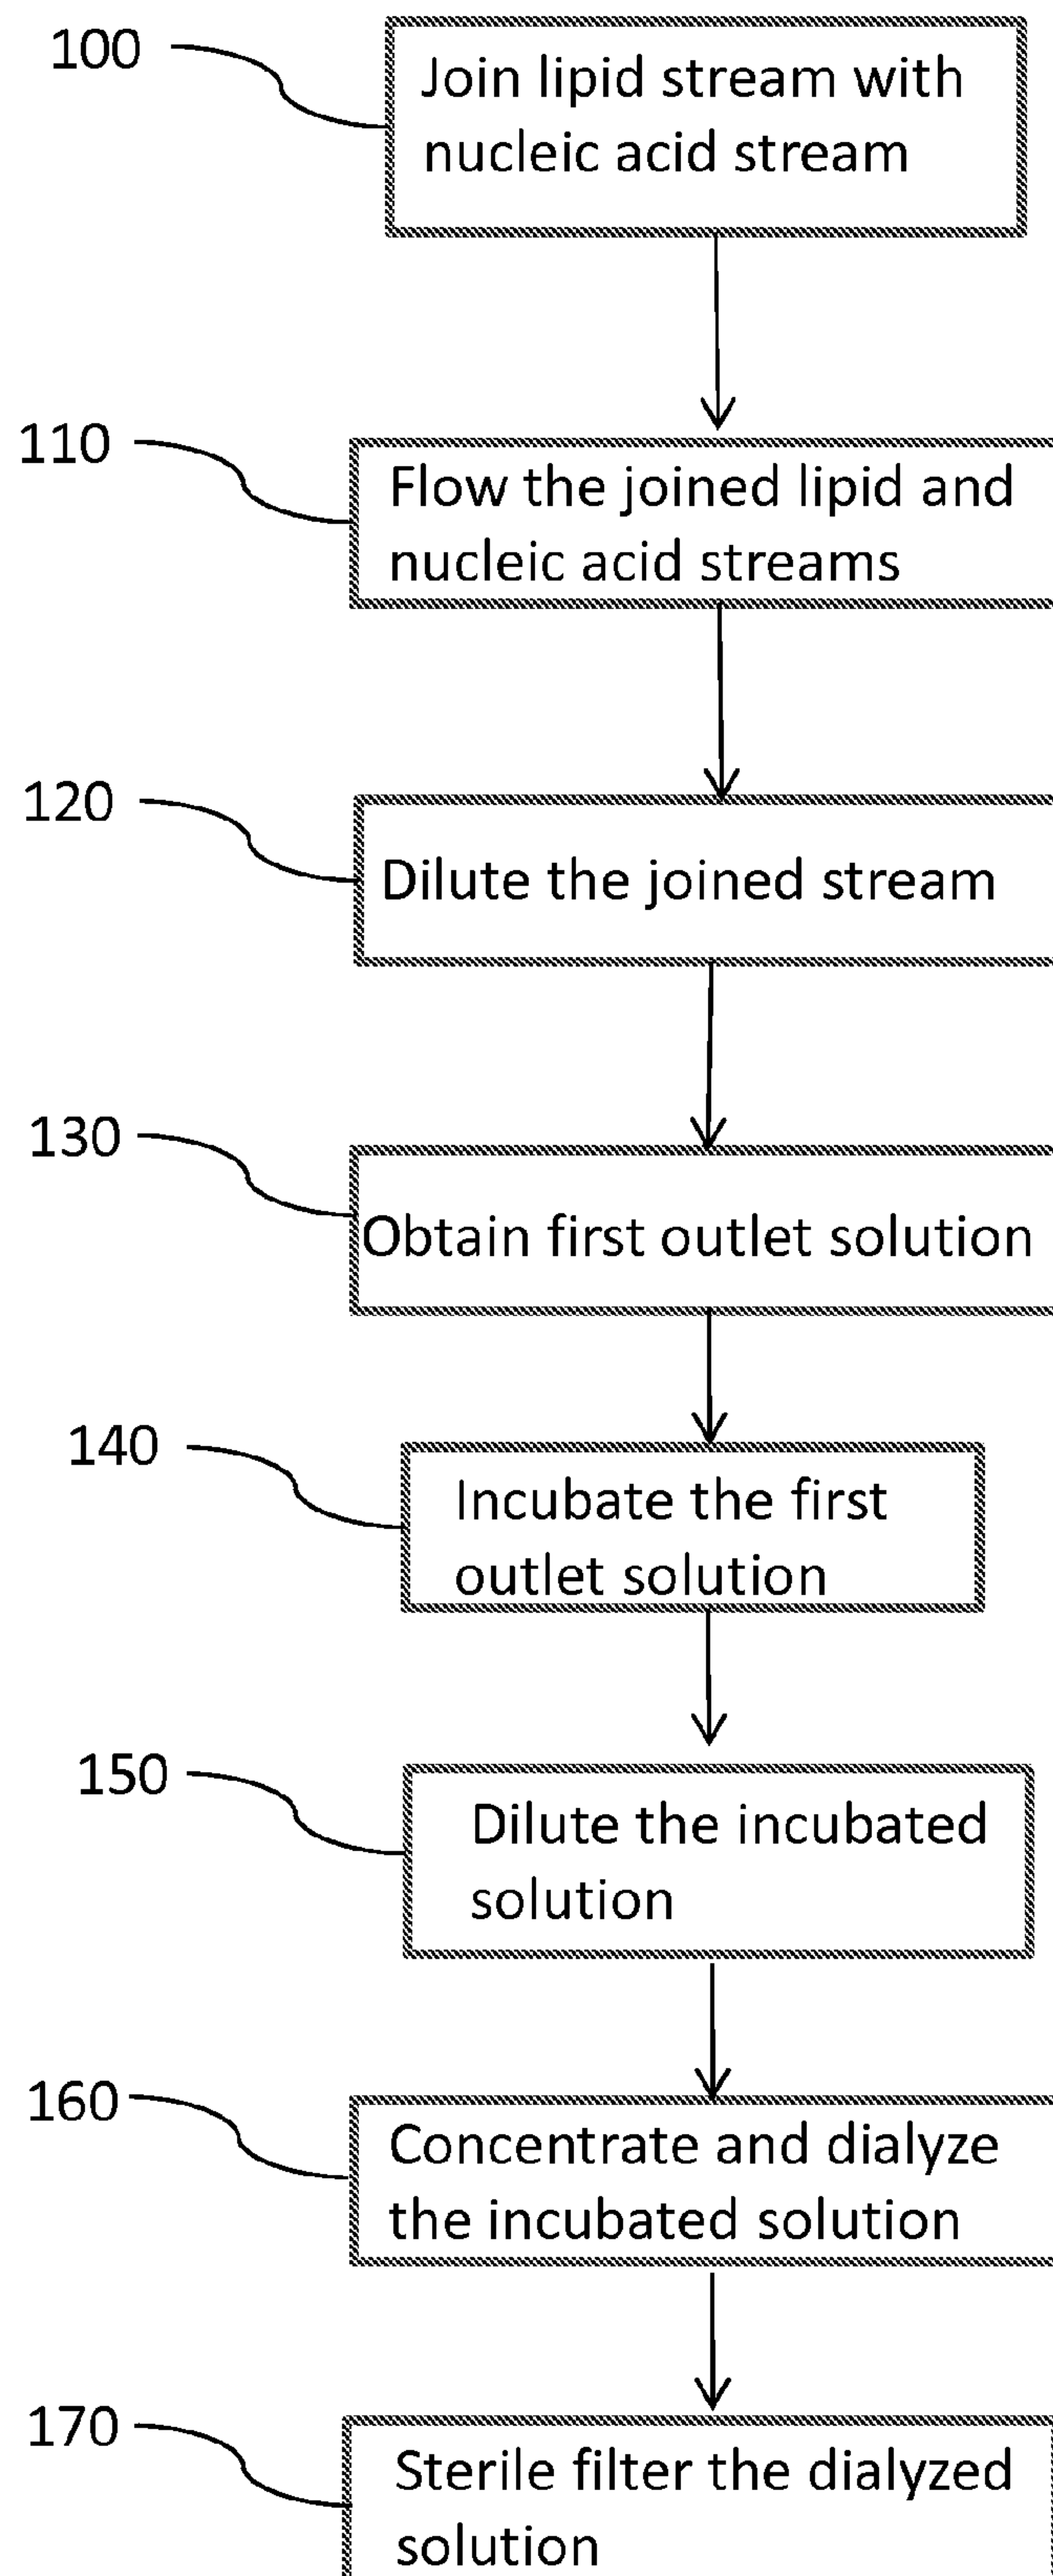 100
Join lipid stream with
nucleic acid stream
110
Flow the joined lipid and
nucleic acid streams
120
Dilute the joined stream
130
Obtain first outlet solution
140
Incubate the first
outlet solution
150
Dilute the incubated
solution
160
Concentrate and dialyze
the incubated solution
170
Sterile filter the dialyzed
solution